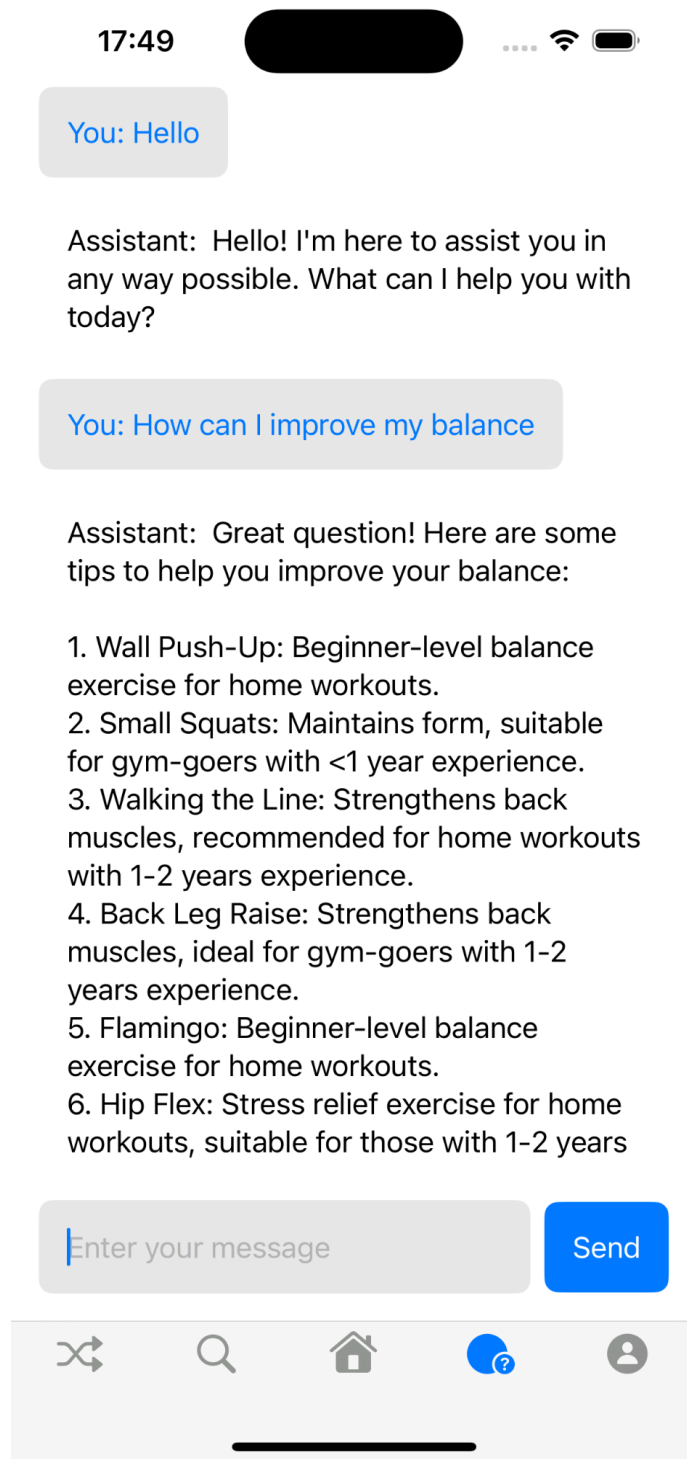 17:49
You: Hello
Assistant:  Hello! I'm here to assist you in
any way possible. What can I help you with
today?
You: How can I improve my balance
Assistant:  Great question! Here are some
tips to help you improve your balance:
1. Wall Push-Up: Beginner-level balance
exercise for home workouts.
2. Small Squats: Maintains form, suitable
for gym-goers with <1 year experience.
3. Walking the Line: Strengthens back
muscles, recommended for home workouts
with 1-2 years experience.
4. Back Leg Raise: Strengthens back
muscles, ideal for gym-goers with 1-2
years experience.
5. Flamingo: Beginner-level balance
exercise for home workouts.
6. Hip Flex: Stress relief exercise for home
workouts, suitable for those with 1-2 years
Enter your message
Send
?